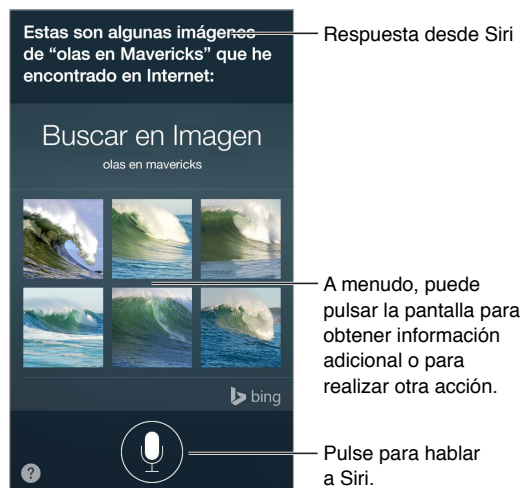 Estas son algunas imágenes
de “olas en Mavericks” que he
encontrado en Internet:
Respuesta desde Siri
Buscar en Imagen
olas en mavericks
A menudo, puede
pulsar la pantalla para
obtener información
adicional o para
realizar otra acción.
bing
Pulse para hablar
a Siri.
?